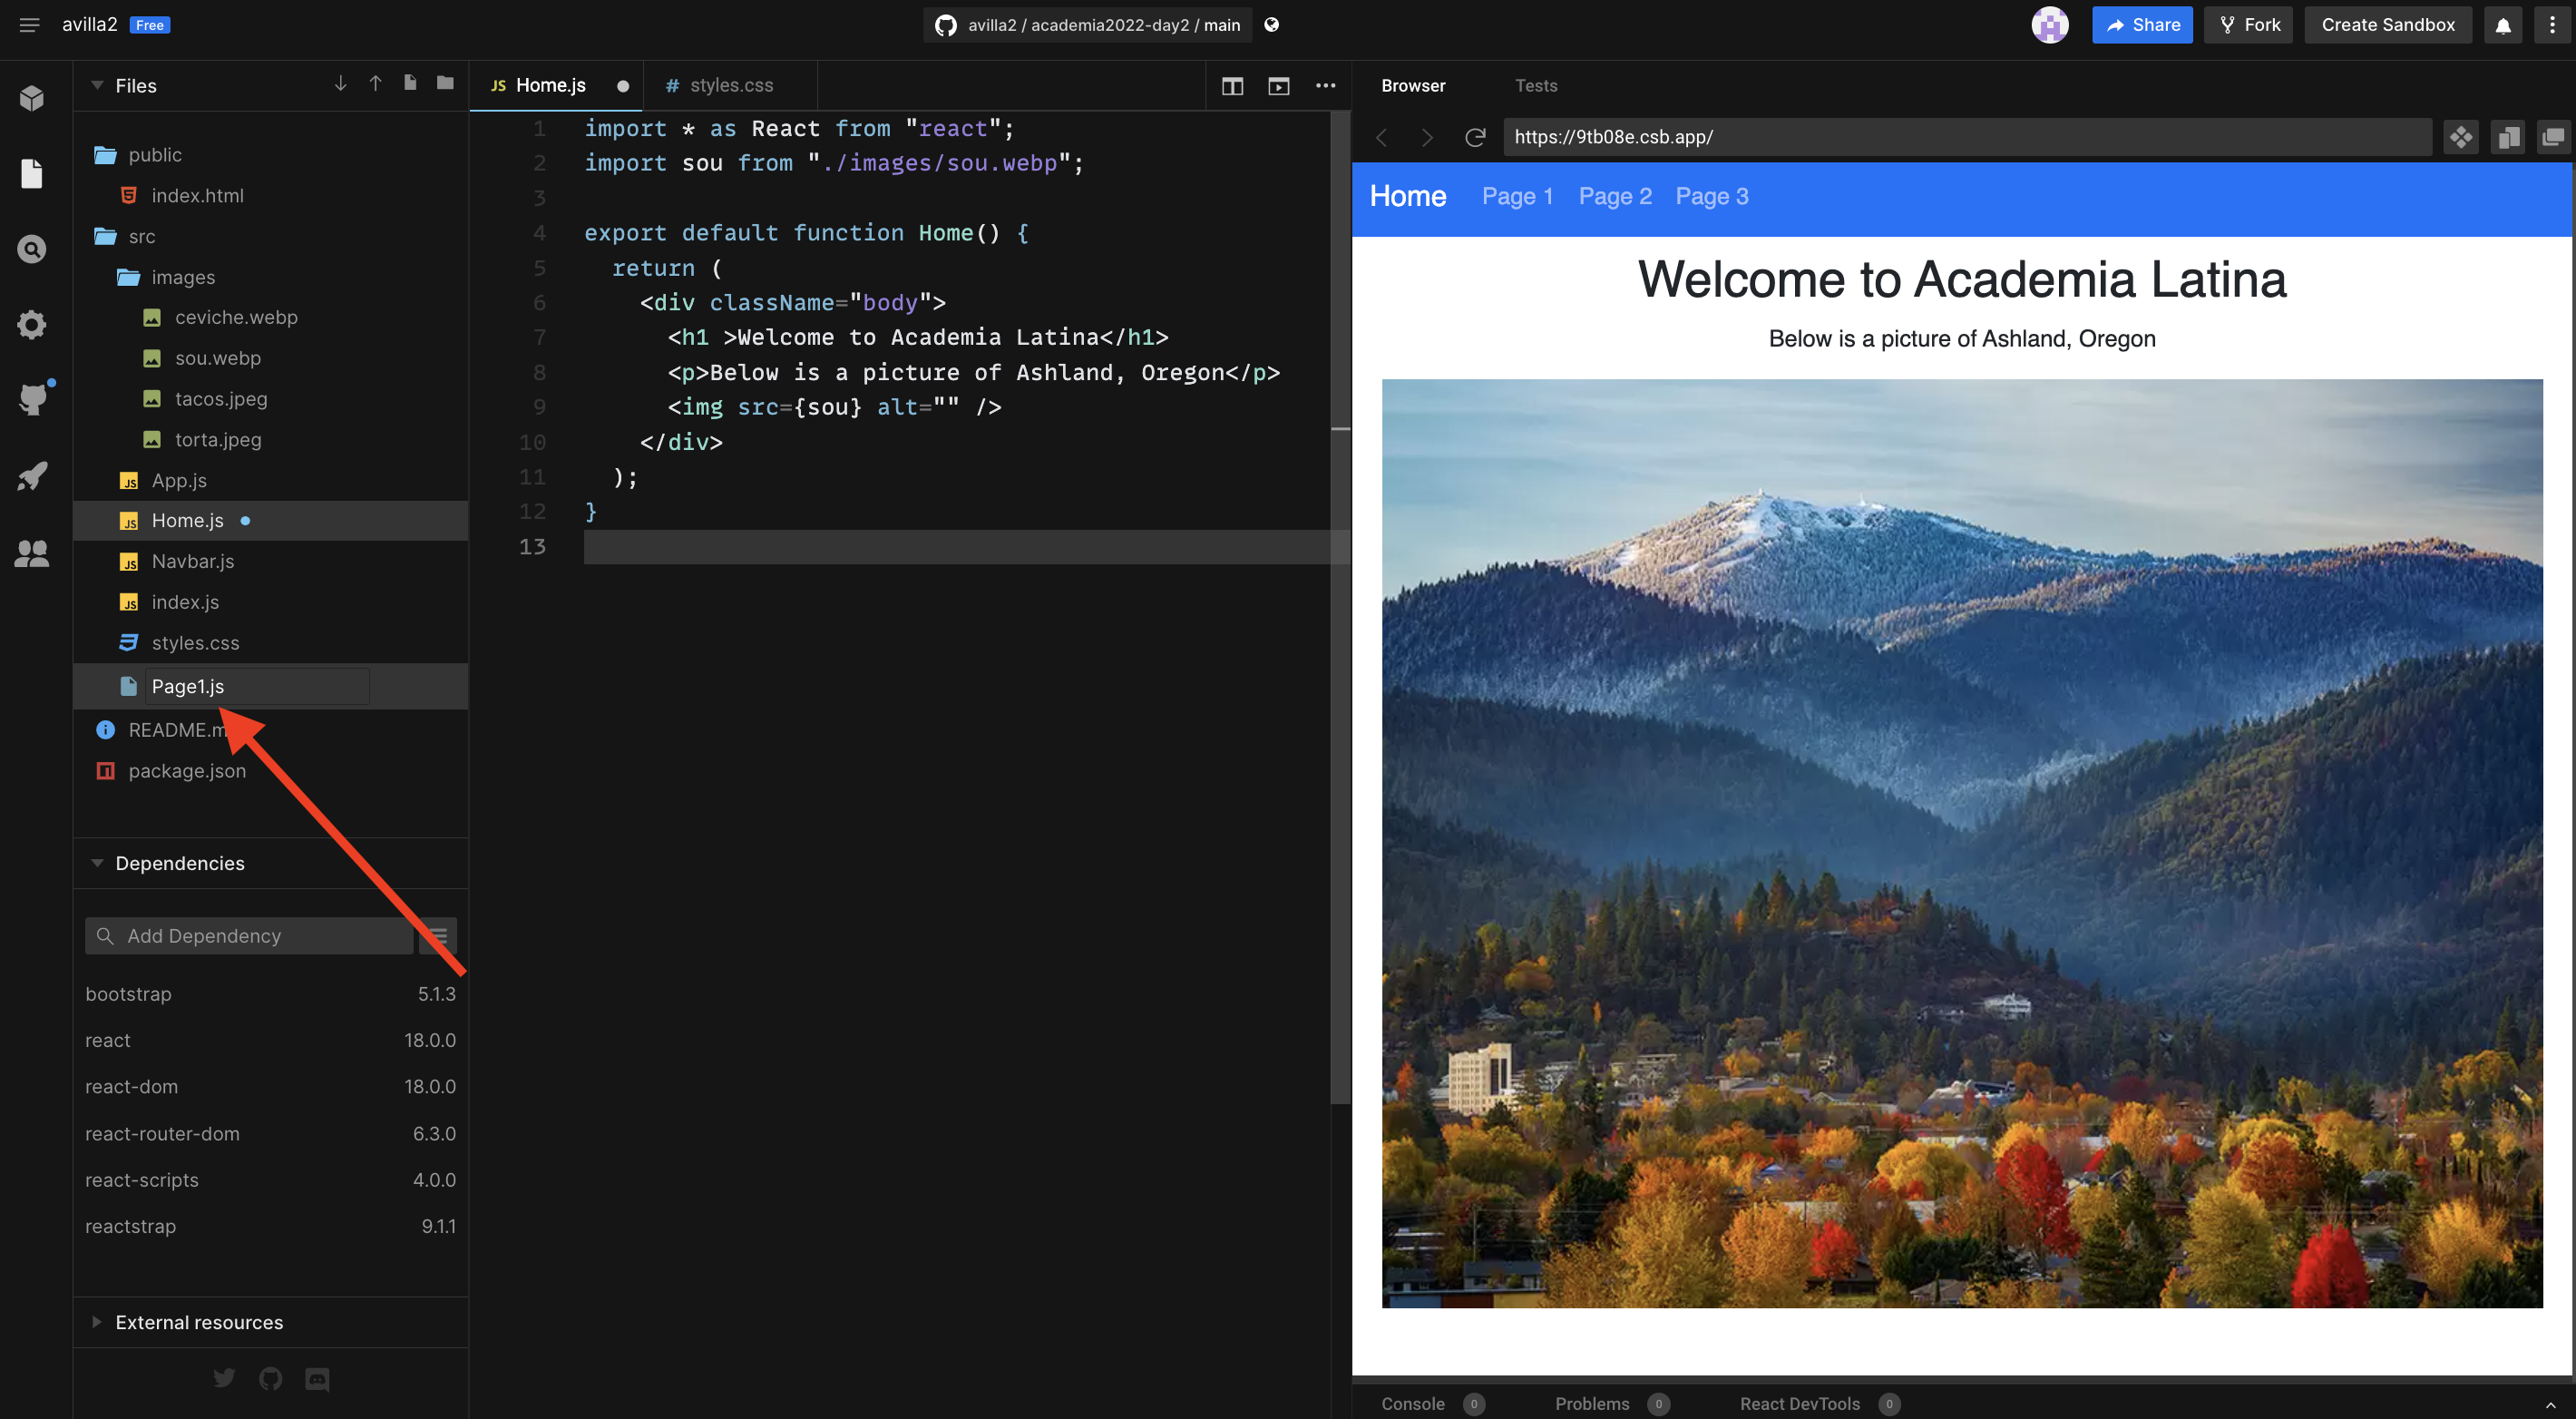 avilla2 Free
avilla2 / academia2022-day2 / main
Share
Fork
Create Sandbox
Files
public
index.html
src
images
ceviche.webp
sou.webp
tacos.jpeg
torta.jpeg
JS App.js
JS Home.js
JS Navbar.js
JS index.js
styles.css
Page1.js
README.m
package.json
Dependencies
Add Dependency
bootstrap 5.1.3
react 18.0.0
react-dom 18.0.0
react-router-dom 6.3.0
react-scripts 4.0.0
reactstrap 9.1.1
External resources
JS Home.js
# styles.css
1 import * as React from "react";
2 import sou from "./images/sou.webp";
3
4 export default function Home() {
5 return (
6 <div className="body">
7 <h1 >Welcome to Academia Latina</h1>
8 <p>Below is a picture of Ashland, Oregon</p>
9 <img src={sou} alt="" />
10 </div>
11 );
12 }
13
Browser Tests
https://9tb08e.csb.app/
Home Page 1 Page 2 Page 3
Welcome to Academia Latina
Below is a picture of Ashland, Oregon
Console 0 Problems 0 React DevTools 0